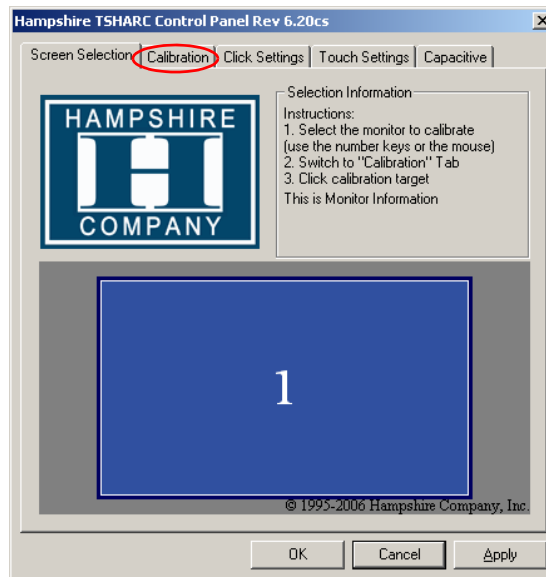 Hampshire TSHARC Control Panel Rev 6.20cs
Screen Selection Calibration Click Settings Touch Settings Capacitive
HAMPSHIRE
COMPANY
Selection Information
Instructions:
1. Select the monitor to calibrate
(use the number keys or the mouse)
2. Switch to "Calibration" Tab
3. Click calibration target
This is Monitor Information
1
© 1995-2006 Hampshire Company, Inc.
OK Cancel Apply